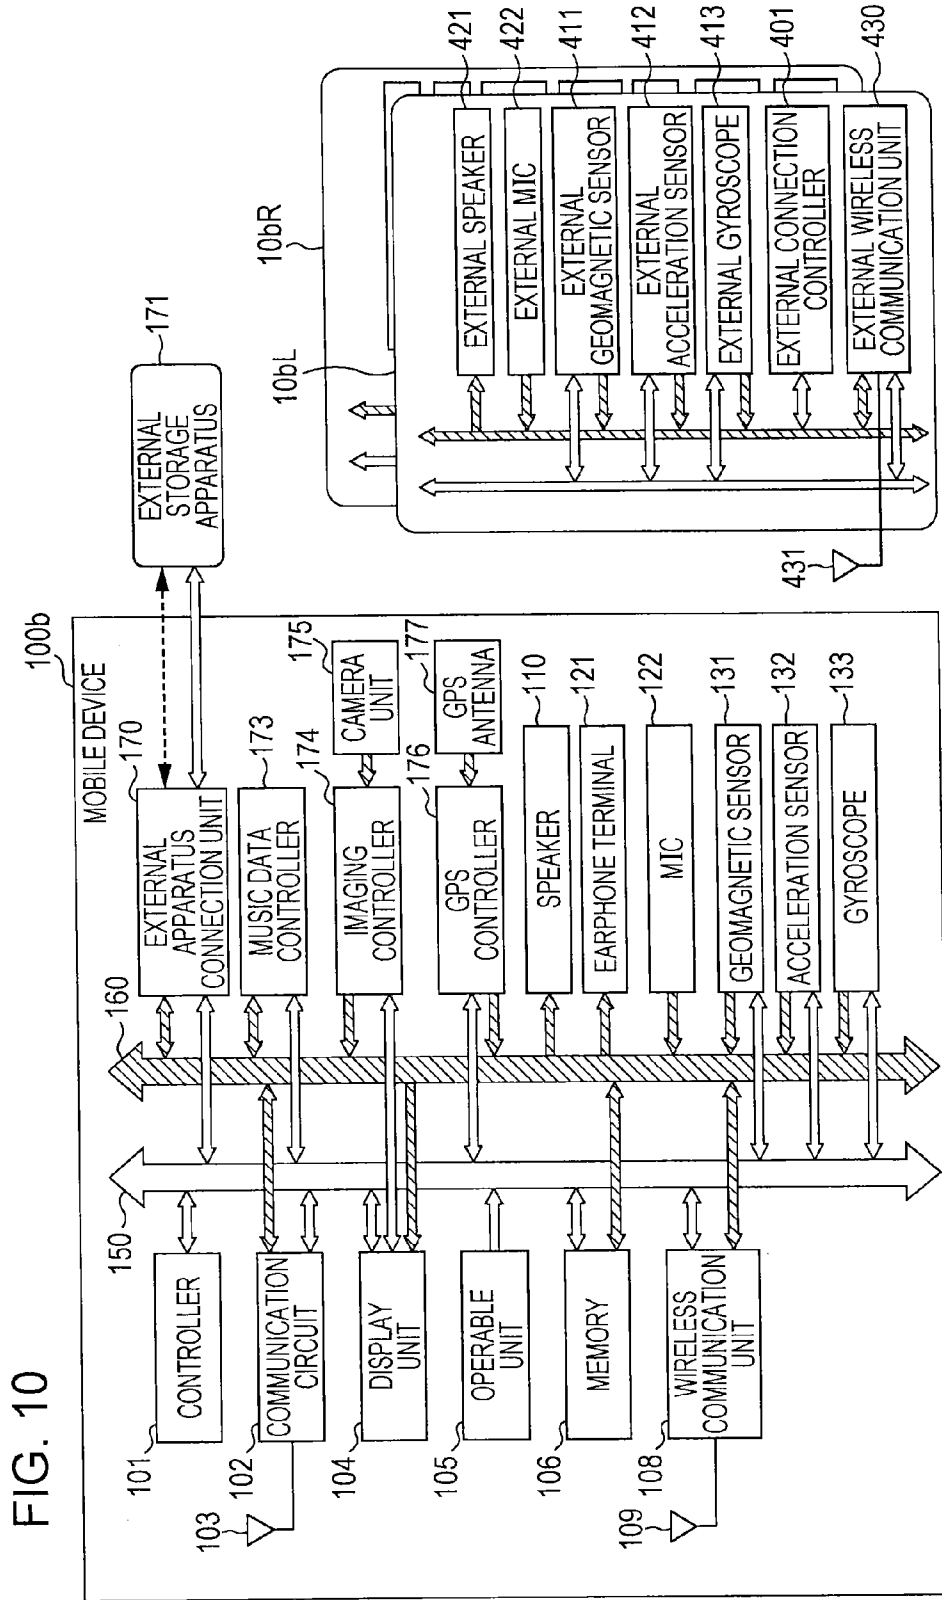 FIG. 10
100b
MOBILE DEVICE
101
CONTROLLER
102
COMMUNICATION
CIRCUIT
103
104
DISPLAY
UNIT
105
OPERABLE
UNIT
106
MEMORY
108
WIRELESS
COMMUNICATION
UNIT
109
150
160
170
EXTERNAL
APPARATUS
CONNECTION UNIT
173
MUSIC DATA
CONTROLLER
174
IMAGING
CONTROLLER
175
CAMERA
UNIT
176
GPS
CONTROLLER
177
GPS
ANTENNA
SPEAKER
110
EARPHONE TERMINAL
121
MIC
122
GEOMAGNETIC SENSOR
131
ACCELERATION SENSOR
132
GYROSCOPE
133
EXTERNAL
STORAGE
APPARATUS
171
10bR
10bL
EXTERNAL SPEAKER
421
EXTERNAL MIC
422
EXTERNAL
GEOMAGNETIC SENSOR
411
EXTERNAL
ACCELERATION SENSOR
412
EXTERNAL GYROSCOPE
413
EXTERNAL CONNECTION
CONTROLLER
401
EXTERNAL WIRELESS
COMMUNICATION UNIT
430
431